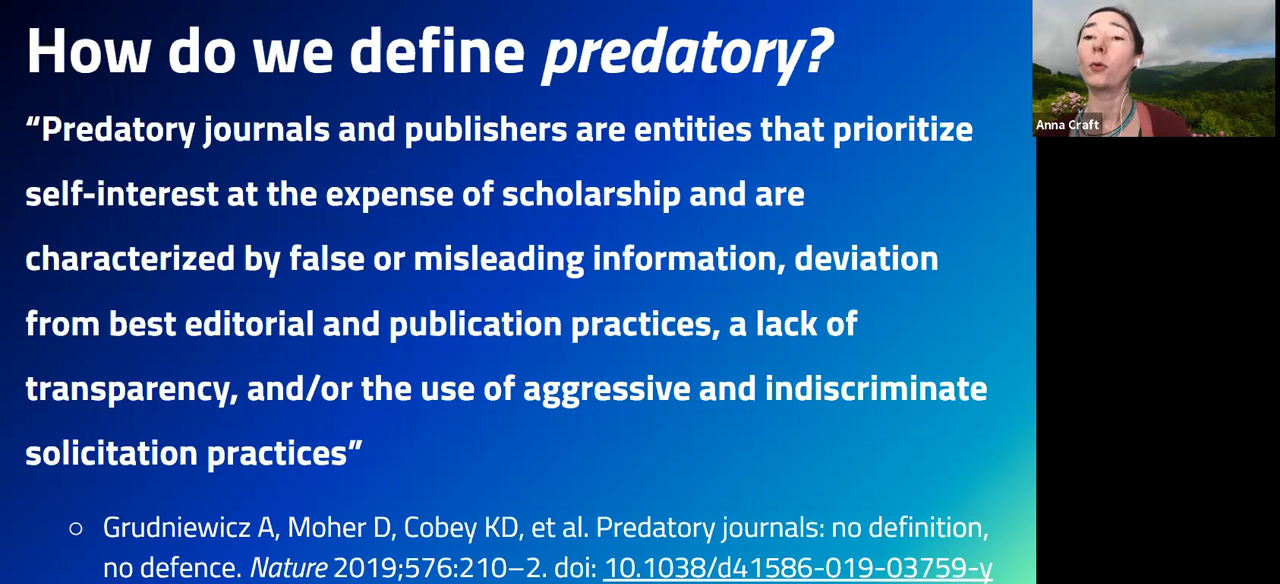 How do we define predatory?
“Predatory journals and publishers are entities that prioritize
self-interest at the expense of scholarship and are
characterized by false or misleading information, deviation
from best editorial and publication practices, a lack of
transparency, and/or the use of aggressive and indiscriminate
solicitation practices”
○ Grudniewicz A, Moher D, Cobey KD, et al. Predatory journals: no definition,
no defence. Nature 2019;576:210–2. doi: 10.1038/d41586-019-03759-y
Anna Craft